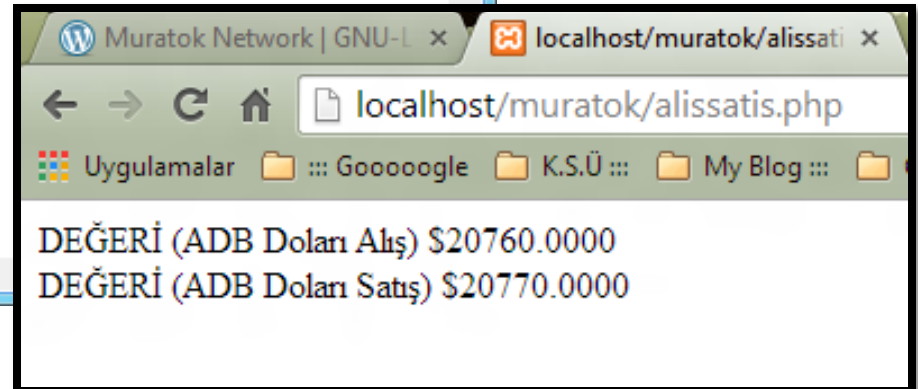 Muratok Network | GNU-L
localhost/muratok/alissati
localhost/muratok/alissatis.php
Uygulamalar
::: Gooooogle
K.S.Ü :::
My Blog :::
DEĞERİ (ADB Doları Alış) $20760.0000
DEĞERİ (ADB Doları Satış) $20770.0000